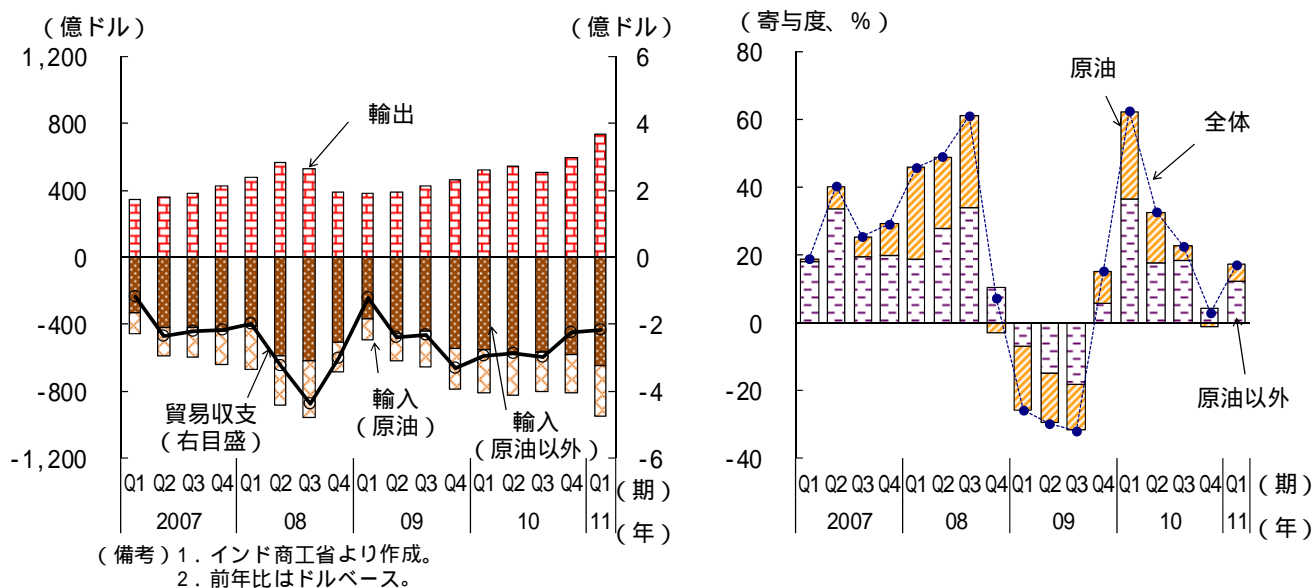 （億ドル）
（億ドル）
1,200
800
400
0
-400
-800
-1,200
6
4
2
0
-2
-4
-6
輸出
貿易収支
（右目盛）
輸入
（原油）
輸入
（原油以外）
Q1 Q2 Q3 Q4 Q1 Q2 Q3 Q4 Q1 Q2 Q3 Q4 Q1 Q2 Q3 Q4 Q1（期）
2007 08 09 10 11（年）
（備考）１．インド商工省より作成。
２．前年比はドルベース。
（寄与度、％）
80
60
40
20
0
-20
-40
原油
全体
原油以外
Q1 Q2 Q3 Q4 Q1 Q2 Q3 Q4 Q1 Q2 Q3 Q4 Q1 Q2 Q3 Q4 Q1（期）
2007 08 09 10 11（年）